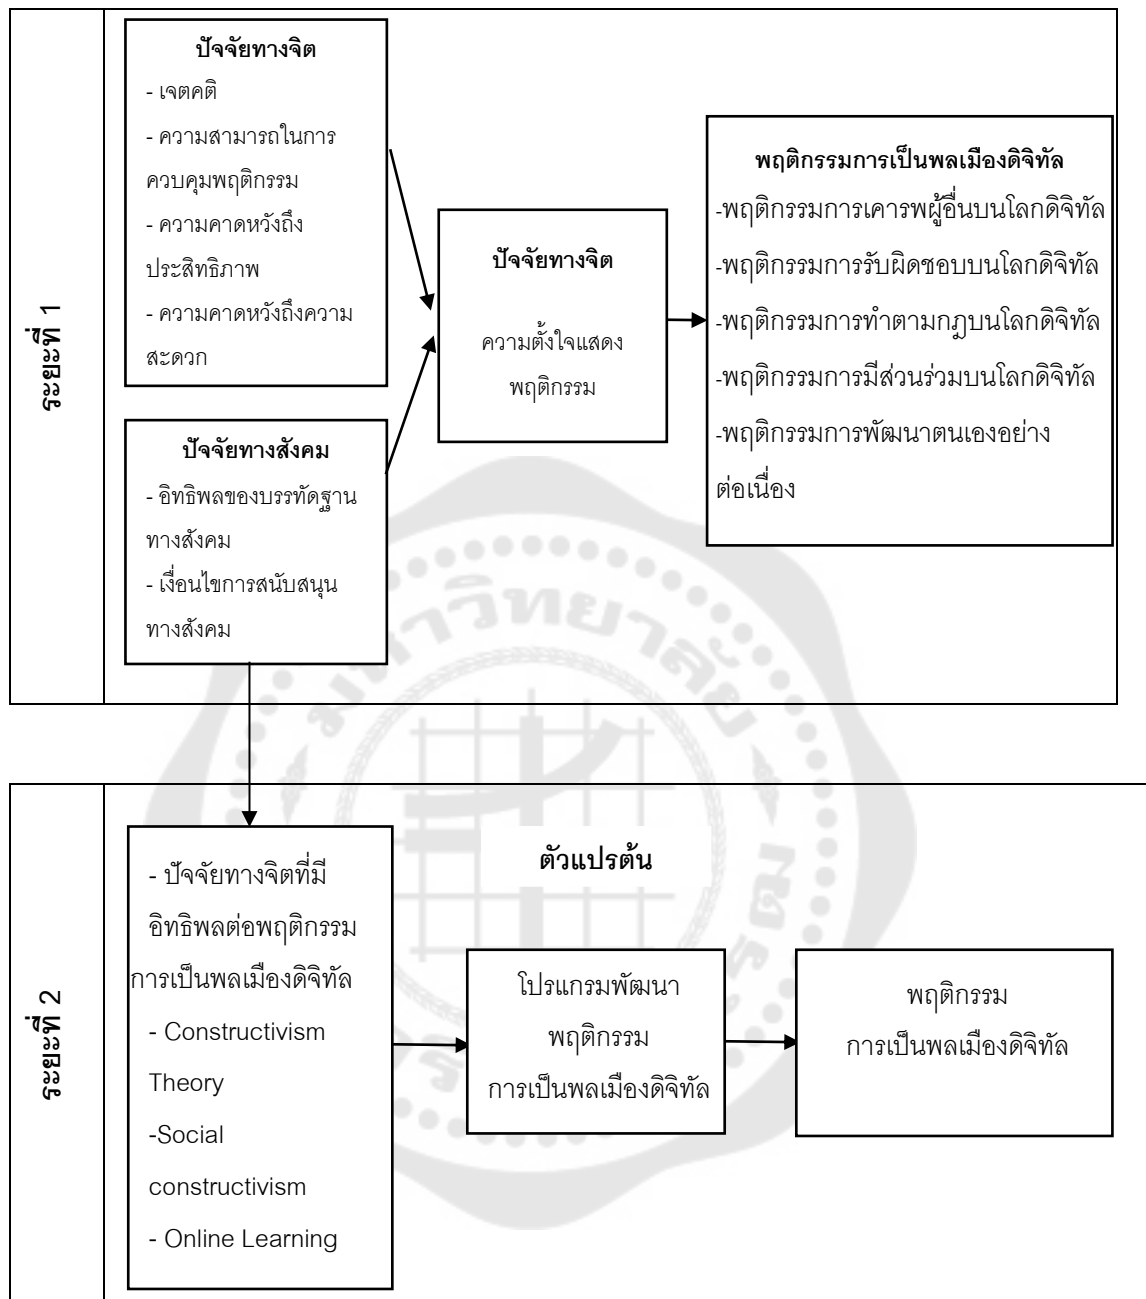 ระยะที่ 1
ปัจจัยทางจิต
- เจตคติ
- ความสามารถในการ
ควบคุมพฤติกรรม
- ความคาดหวังถึง
ประสิทธิภาพ
- ความคาดหวังถึงความ
สะดวก
ปัจจัยทางสังคม
- อิทธิพลของบรรทัดฐาน
ทางสังคม
- เงื่อนไขการสนับสนุน
ทางสังคม
ปัจจัยทางจิต
ความตั้งใจแสดง
พฤติกรรม
พฤติกรรมการเป็นพลเมืองดิจิทัล
-พฤติกรรมการเคารพผู้อื่นบนโลกดิจิทัล
-พฤติกรรมการรับผิดชอบบนโลกดิจิทัล
-พฤติกรรมการทำตามกฎบนโลกดิจิทัล
-พฤติกรรมการมีส่วนร่วมบนโลกดิจิทัล
-พฤติกรรมการพัฒนาตนเองอย่าง
ต่อเนื่อง
มหาวิทยาลัย
ระยะที่ 2
- ปัจจัยทางจิตที่มี
อิทธิพลต่อพฤติกรรม
การเป็นพลเมืองดิจิทัล
- Constructivism
Theory
-Social
constructivism
- Online Learning
ตัวแปรต้น
โปรแกรมพัฒนา
พฤติกรรม
การเป็นพลเมืองดิจิทัล
พฤติกรรม
การเป็นพลเมืองดิจิทัล